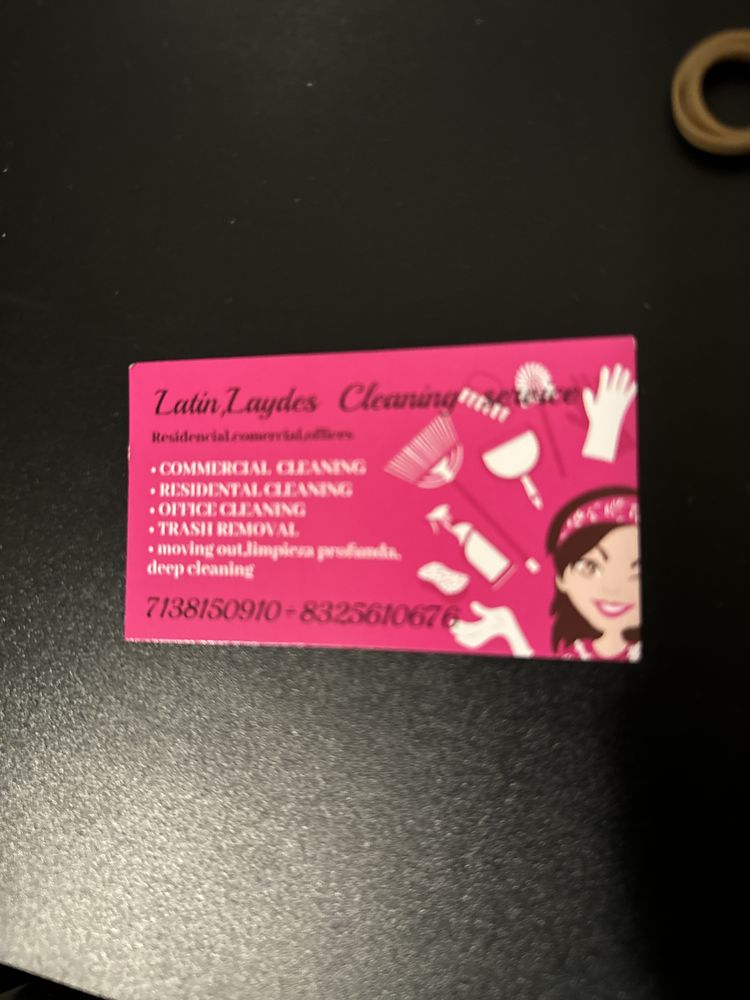 Latin,Laydes Cleaning service
Residencial.comercial.offices
• COMMERCIAL CLEANING
• RESIDENTAL CLEANING
• OFFICE CLEANING
• TRASH REMOVAL
• moving out,limpieza profunda,
deep cleaning
7138150910 - 8325610676